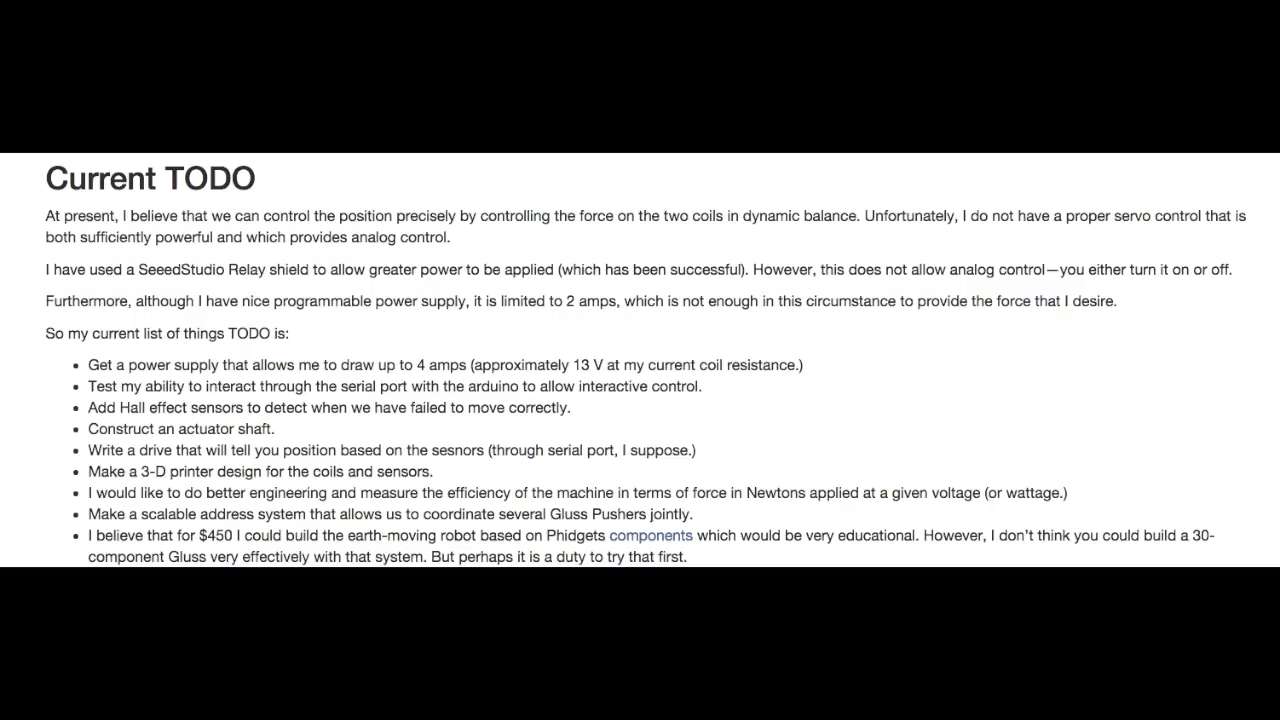 Current TODO
At present, I believe that we can control the position precisely by controlling the force on the two coils in dynamic balance. Unfortunately, I do not have a proper servo control that is
both sufficiently powerful and which provides analog control.
I have used a SeeedStudio Relay shield to allow greater power to be applied (which has been successful). However, this does not allow analog control—you either turn it on or off.
Furthermore, although I have nice programmable power supply, it is limited to 2 amps, which is not enough in this circumstance to provide the force that I desire.
So my current list of things TODO is:
• Get a power supply that allows me to draw up to 4 amps (approximately 13 V at my current coil resistance.)
• Test my ability to interact through the serial port with the arduino to allow interactive control.
• Add Hall effect sensors to detect when we have failed to move correctly.
• Construct an actuator shaft.
• Write a drive that will tell you position based on the sesnors (through serial port, I suppose.)
• Make a 3-D printer design for the coils and sensors.
• I would like to do better engineering and measure the efficiency of the machine in terms of force in Newtons applied at a given voltage (or wattage.)
• Make a scalable address system that allows us to coordinate several Gluss Pushers jointly.
• I believe that for $450 I could build the earth-moving robot based on Phidgets components which would be very educational. However, I don't think you could build a 30-
component Gluss very effectively with that system. But perhaps it is a duty to try that first.